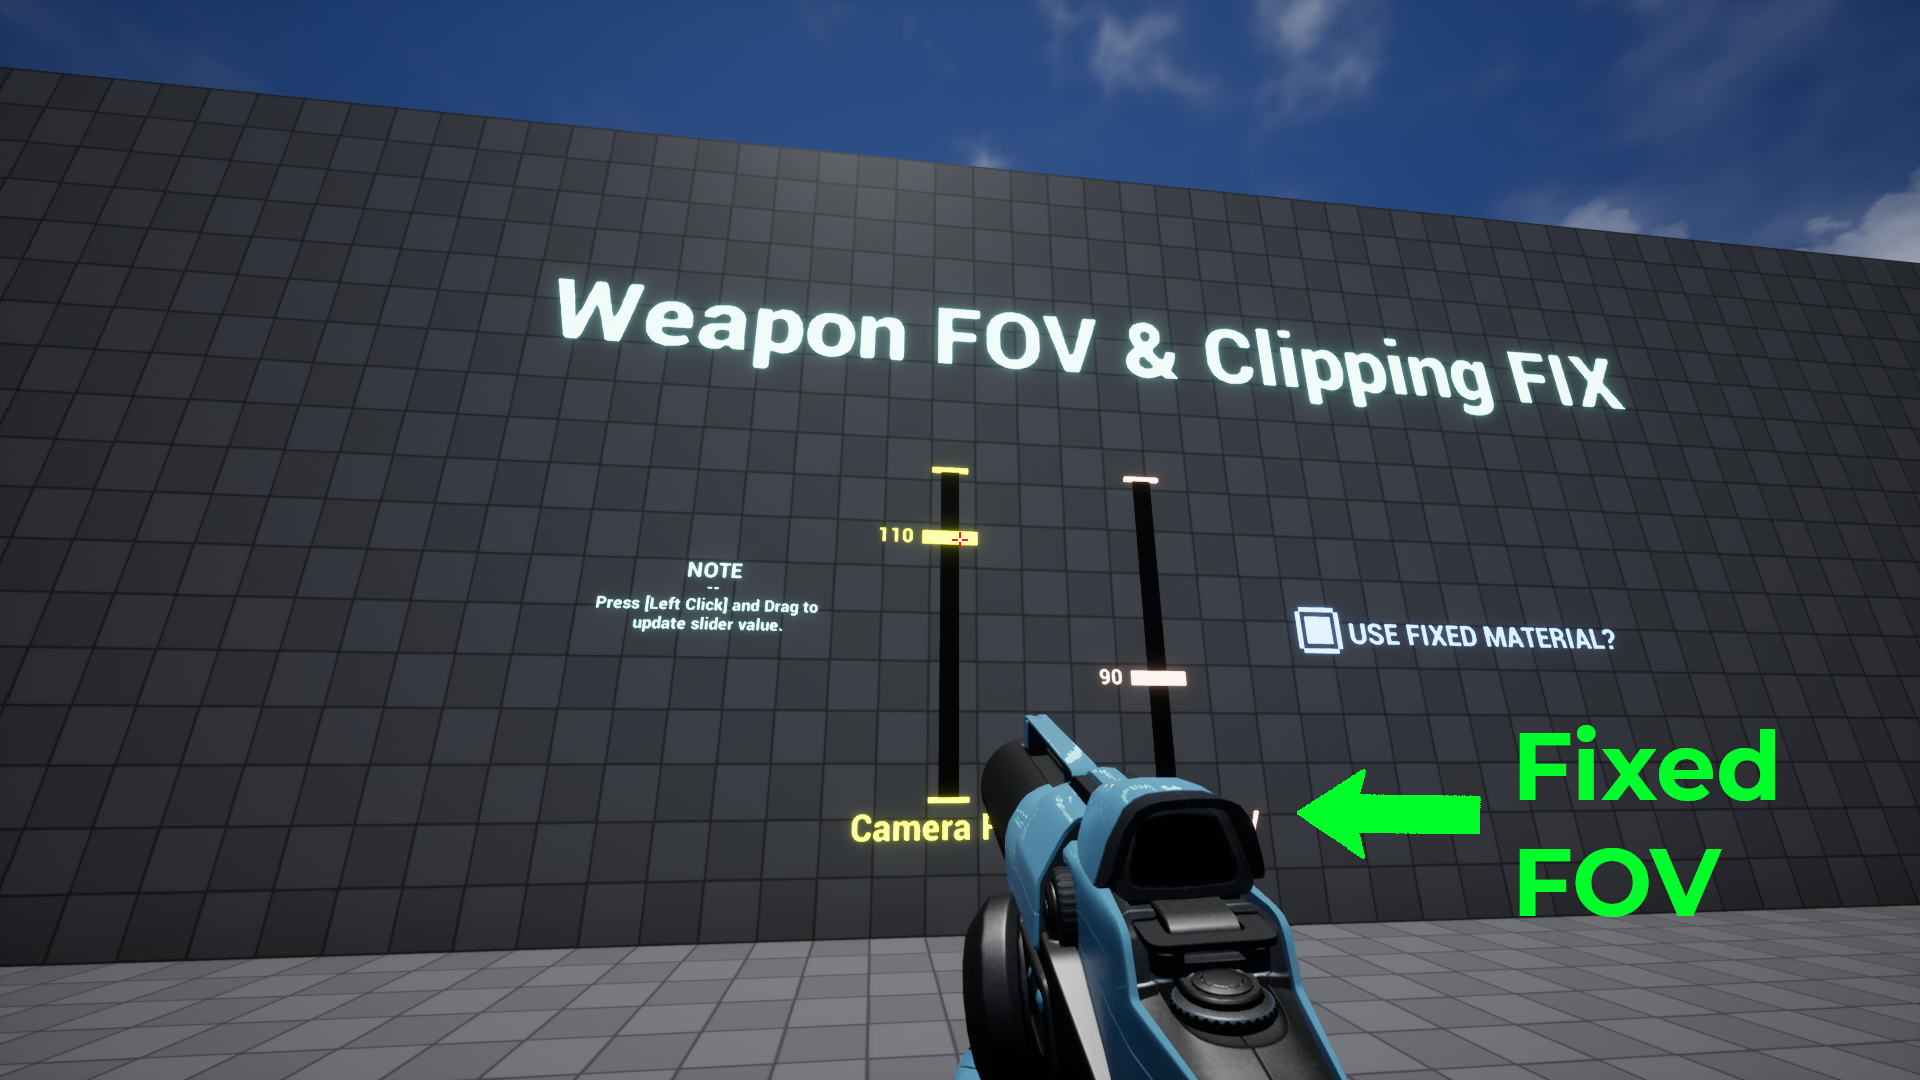 Weapon FOV & Clipping FIX
110
NOTE
--
Press [Left Click] and Drag to
update slider value.
USE FIXED MATERIAL?
90
Fixed
FOV
Camera